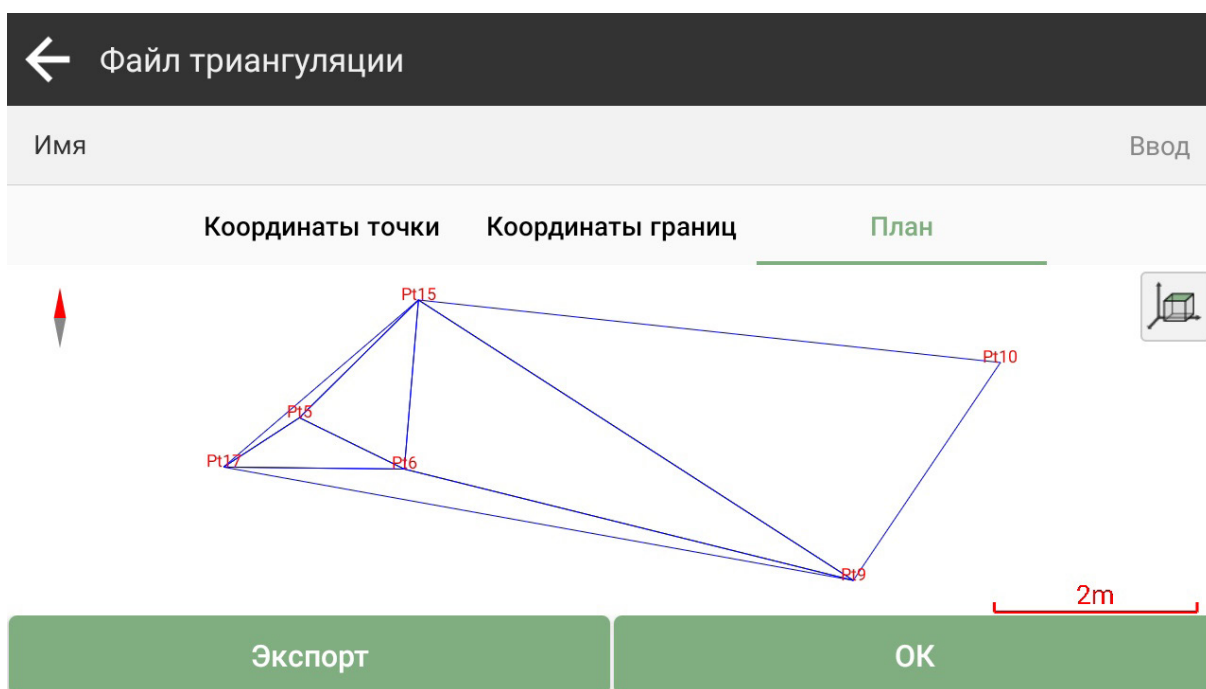 Файл триангуляции
Имя Ввод
Координаты точки Координаты границ План
Pt15
Pt10
Pt5
Pt17
Pt6
Pt9
2m
Экспорт OK